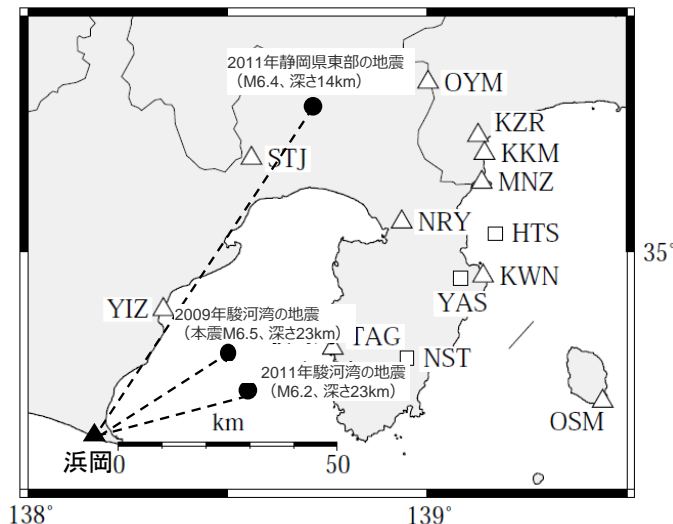 2011年静岡県東部の地震
（M6.4、深さ14km）
OYM
KZR
KKM
STJ
MNZ
NRY
HTS
35°
KWN
YAS
YIZ
2009年駿河湾の地震
（本震M6.5、深さ23km）
TAG
NST
2011年駿河湾の地震
（M6.2、深さ23km）
km
OSM
浜岡
0
50
138°
139°